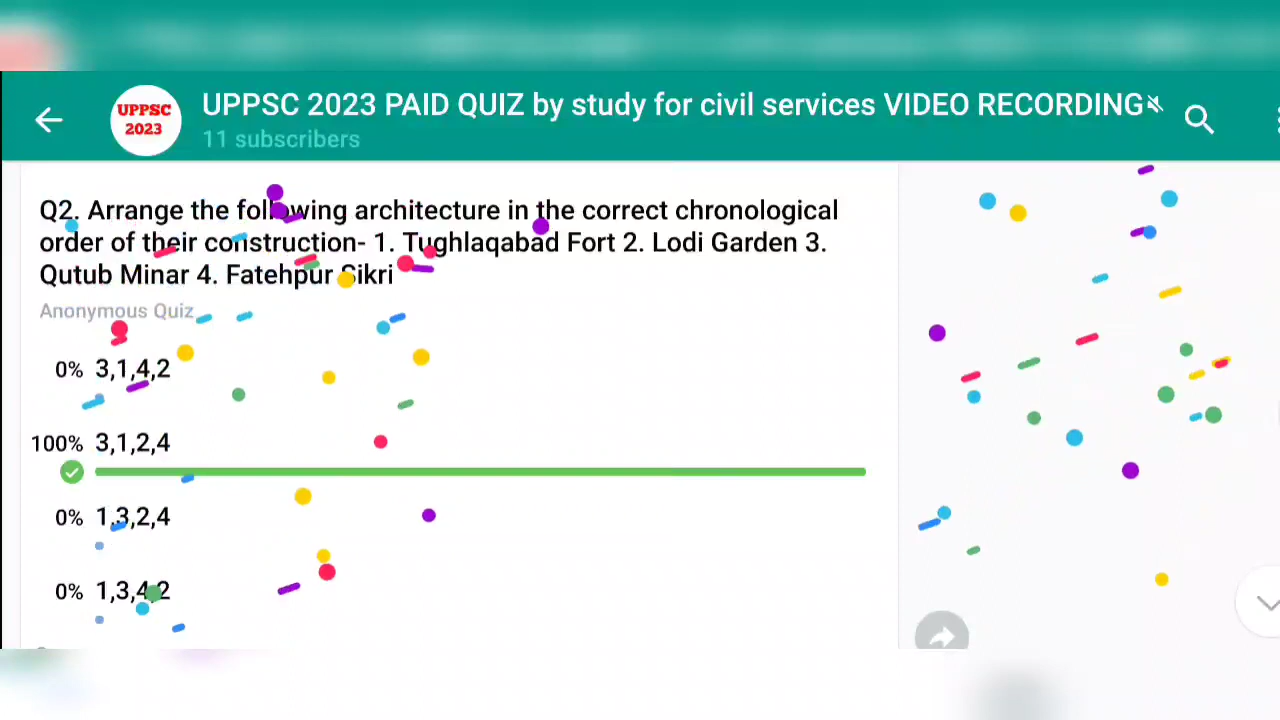 UPPSC
2023
UPPSC 2023 PAID QUIZ by study for civil services VIDEO RECORDING
11 subscribers
Q2. Arrange the following architecture in the correct chronological
order of their construction- 1. Tughlaqabad Fort 2. Lodi Garden 3.
Qutub Minar 4. Fatehpur Sikri
Anonymous Quiz
0% 3,1,4,2
100% 3,1,2,4
0% 1,3,2,4
0% 1,3,4,2